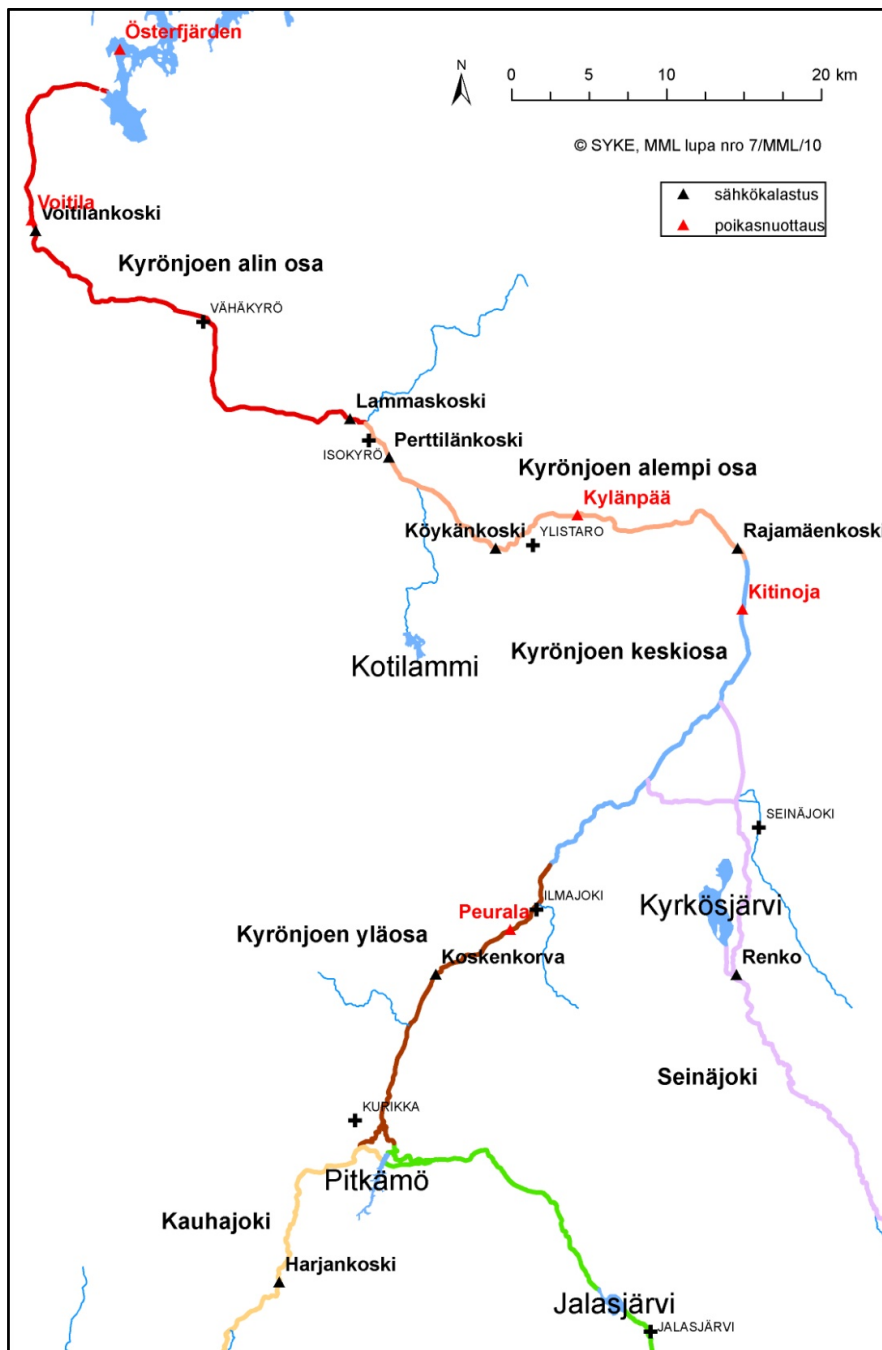 Österfjärden
N
0 5 10 20 km
© SYKE, MML lupa nro 7/MML/10
sähkökalastus
poikasnuottaus
Voitila
Voitilankoski
Kyrönjoen alin osa
VÄHÄKYRÖ
Lammaskoski
ISOKYRÖ
Perttilänkoski
Kyrönjoen alempi osa
Kylänpää
Köykänkoski
YLISTARO
Rajamäenkoski
Kitinoja
Kotilammi
Kyrönjoen keskiosa
SEINÄJOKI
ILMAJOKI
Kyrkösjärvi
Peurala
Kyrönjoen yläosa
Koskenkorva
Renko
Seinäjoki
KURIKKA
Pitkämö
Kauhajoki
Harjankoski
Jalasjärvi
JALASJÄRVI